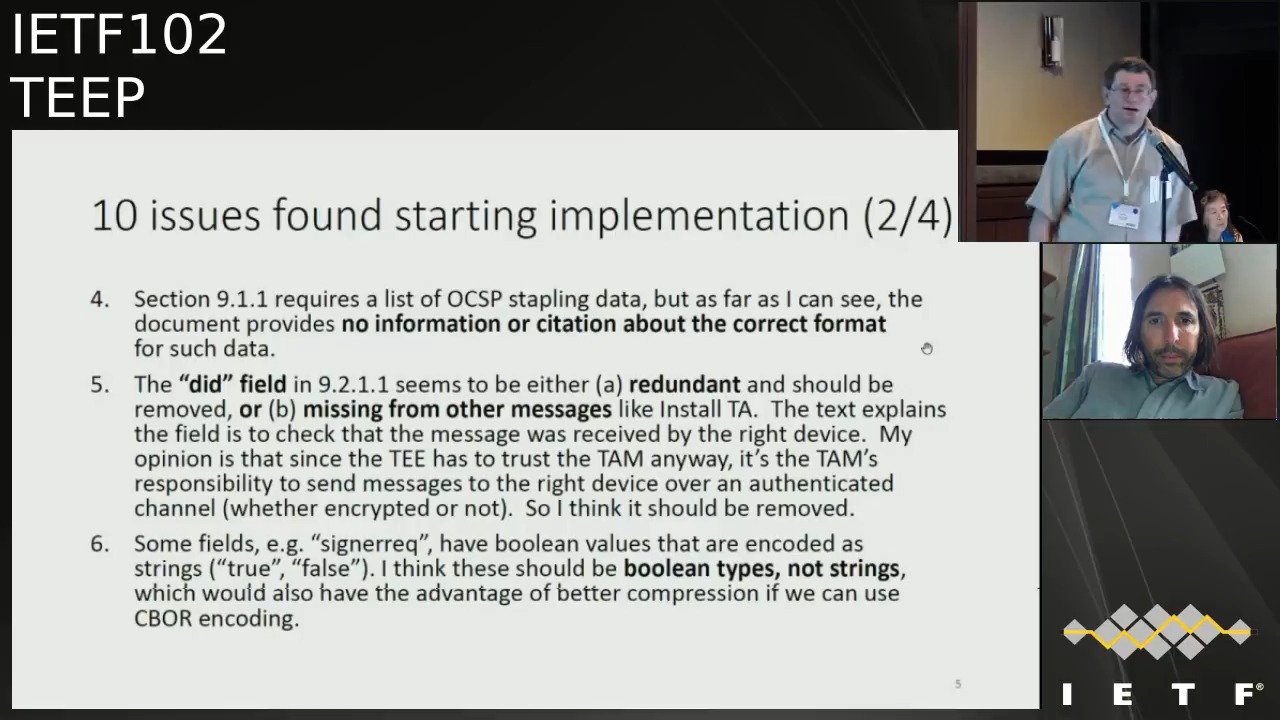 IETF102
TEEP
10 issues found starting implementation (2/4)
4. Section 9.1.1 requires a list of OCSP stapling data, but as far as I can see, the
document provides no information or citation about the correct format
for such data.
5. The “did” field in 9.2.1.1 seems to be either (a) redundant and should be
removed, or (b) missing from other messages like Install TA.  The text explains
the field is to check that the message was received by the right device.  My
opinion is that since the TEE has to trust the TAM anyway, it’s the TAM’s
responsibility to send messages to the right device over an authenticated
channel (whether encrypted or not).  So I think it should be removed.
6. Some fields, e.g. “signerreq”, have boolean values that are encoded as
strings (“true”, “false”). I think these should be boolean types, not strings,
which would also have the advantage of better compression if we can use
CBOR encoding.
5
I E T F®